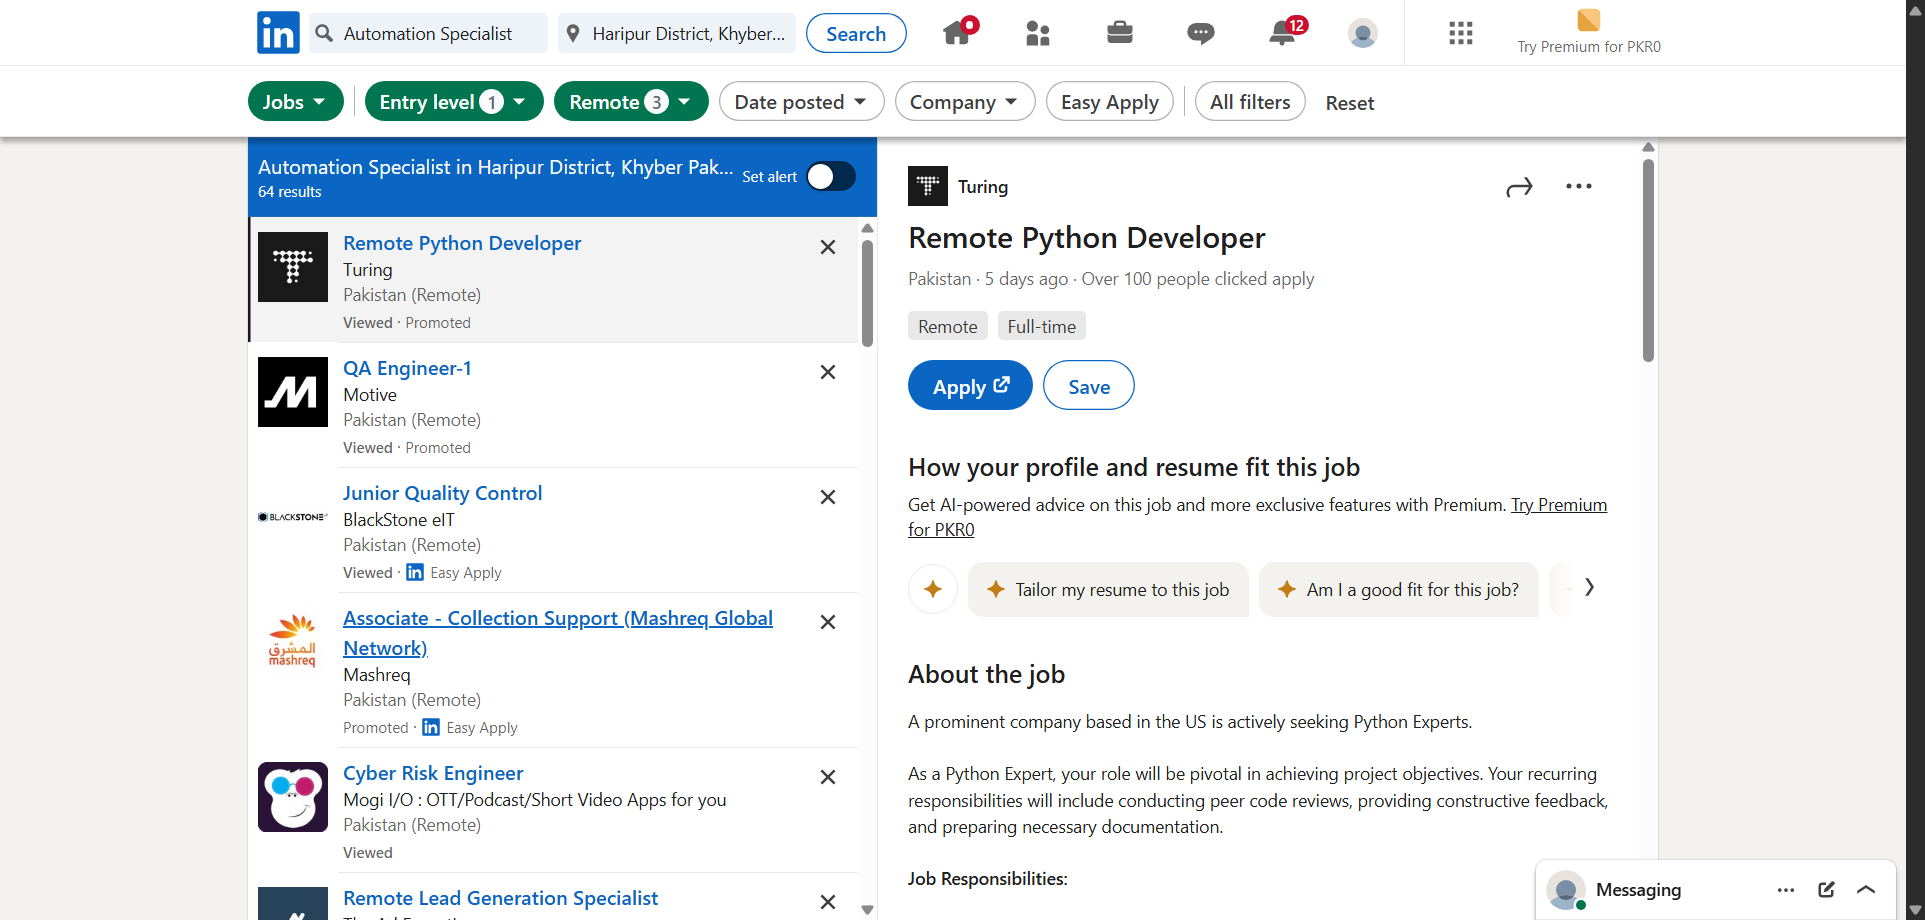 in
Automation Specialist
Haripur District, Khyber...
Search
12
Try Premium for PKR0
Jobs
Entry level 1
Remote 3
Date posted
Company
Easy Apply
All filters
Reset
Automation Specialist in Haripur District, Khyber Pak...
64 results
Set alert
Remote Python Developer
Turing
Pakistan (Remote)
Viewed · Promoted
QA Engineer-1
Motive
Pakistan (Remote)
Viewed · Promoted
BLACKSTONE
Junior Quality Control
BlackStone eIT
Pakistan (Remote)
Viewed · in Easy Apply
المشرق
mashreq
Associate - Collection Support (Mashreq Global
Network)
Mashreq
Pakistan (Remote)
Promoted · in Easy Apply
Cyber Risk Engineer
Mogi I/O : OTT/Podcast/Short Video Apps for you
Pakistan (Remote)
Viewed
Remote Lead Generation Specialist
Turing
Remote Python Developer
Pakistan · 5 days ago · Over 100 people clicked apply
Remote
Full-time
Apply
Save
How your profile and resume fit this job
Get AI-powered advice on this job and more exclusive features with Premium. Try Premium
for PKR0
Tailor my resume to this job
Am I a good fit for this job?
About the job
A prominent company based in the US is actively seeking Python Experts.
As a Python Expert, your role will be pivotal in achieving project objectives. Your recurring
responsibilities will include conducting peer code reviews, providing constructive feedback,
and preparing necessary documentation.
Job Responsibilities:
Messaging